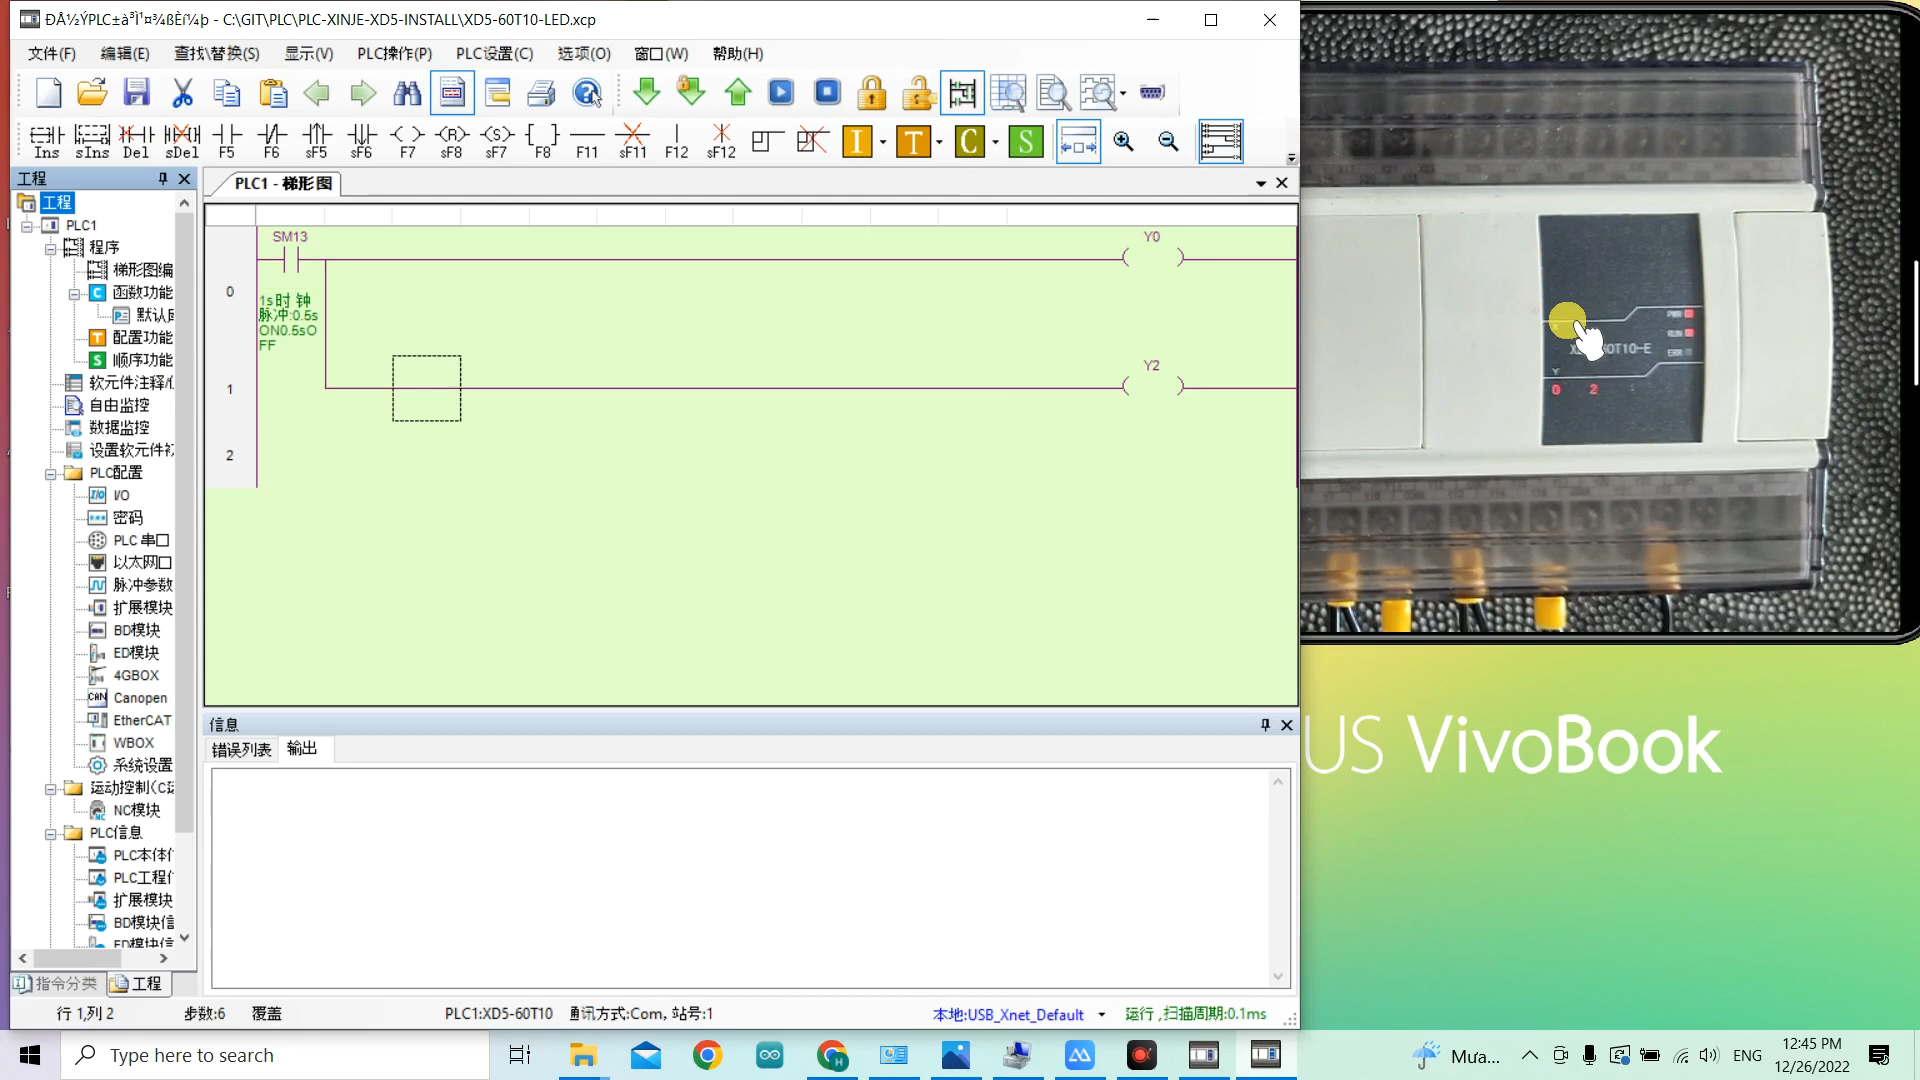 ÐÅ½ÝPLC±à³Ì¹¤¾ßÈí¼þ - C:\GIT\PLC\PLC-XINJE-XD5-INSTALL\XD5-60T10-LED.xcp
文件(F) 编辑(E) 查找\替换(S) 显示(V) PLC操作(P) PLC设置(C) 选项(O) 窗口(W) 帮助(H)
Ins sIns Del sDel F5 F6 sF5 sF6 F7 sF8 sF7 F8 F11 sF11 F12 sF12 I T C S
工程
PLC1 - 梯形图
工程
PLC1
程序
梯形图编
C 函数功能
默认
T 配置功能
S 顺序功能
软元件注释
自由监控
数据监控
设置软元件
PLC配置
I/O I/O
密码
PLC 串口
以太网口
脉冲参数
扩展模块
BD模块
ED模块
4GBOX
CAN Canopen
EtherCAT
WBOX
系统设置
运动控制(C
NC模块
PLC信息
PLC本体
PLC工程
扩展模块
BD模块信
ED模块信
指令分类 工程
SM13 Y0
0
1s时 钟
脉冲:0.5s
ON0.5sO
FF
Y2
1
2
信息
错误列表 输出
行 1,列 2 步数:6 覆盖 PLC1:XD5-60T10 通讯方式:Com, 站号:1 本地:USB_Xnet_Default 运行 ,扫描周期:0.1ms
PWR
RUN
60T10-E
ERR
Y
0 2
US VivoBook
Type here to search
Mưa... ENG
12:45 PM
12/26/2022